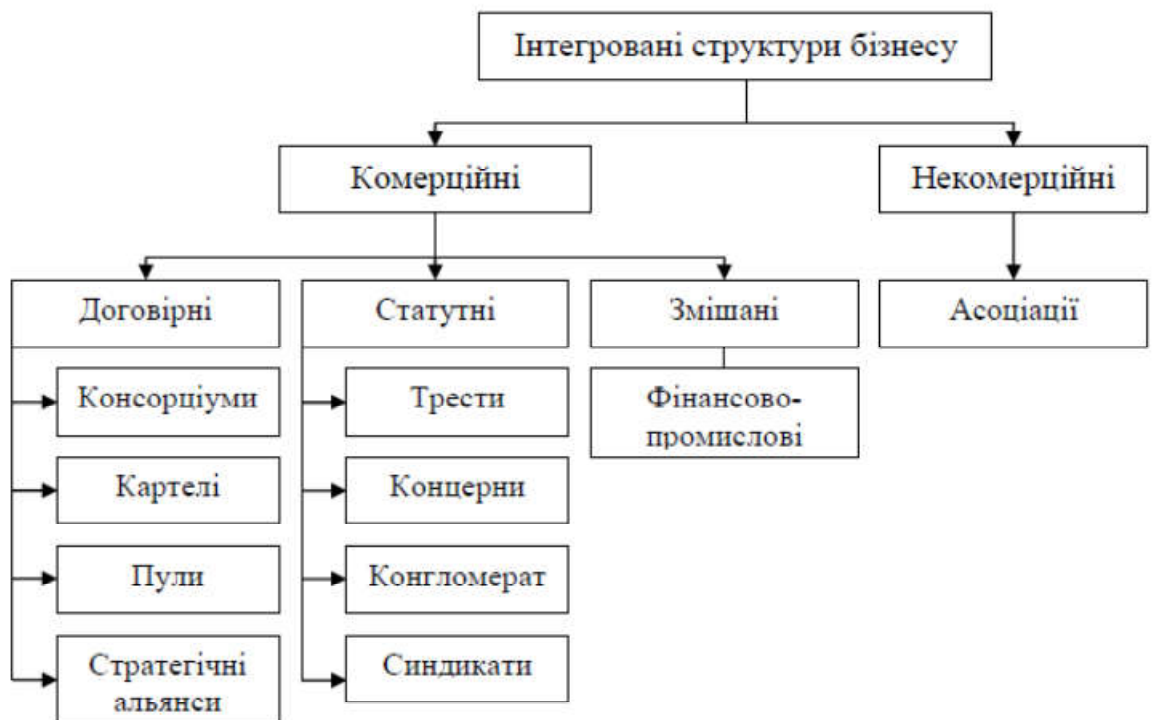 Інтегровані структури бізнесу
Комерційні
Некомерційні
Договірні
Статутні
Змішані
Асоціації
Консорціуми
Трести
Фінансово-
промислові
Картелі
Концерни
Пули
Конгломерат
Стратегічні
альянси
Синдикати